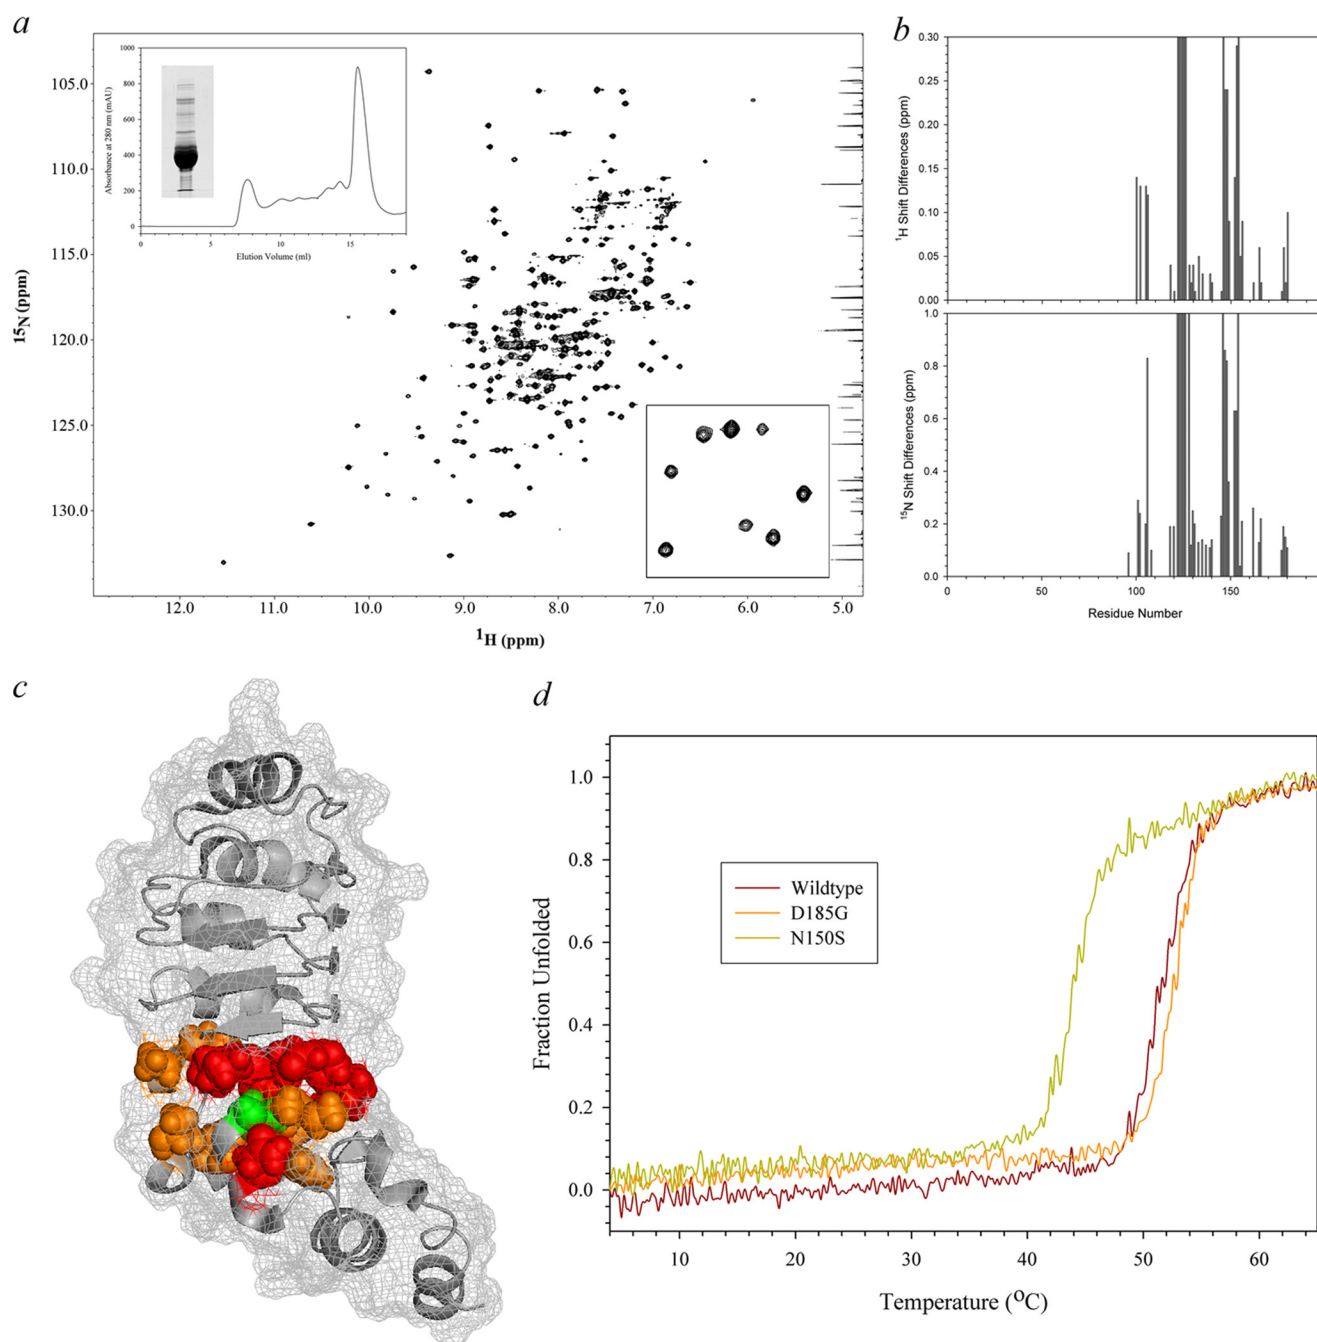 a
b
1000
800
600
400
200
0
Absorbance at 280 nm (mAU)
0 5 10 15
Elution Volume (ml)
105.0
110.0
115.0
120.0
125.0
130.0
15N (ppm)
12.0 11.0 10.0 9.0 8.0 7.0 6.0 5.0
1H (ppm)
0.30
0.25
0.20
0.15
0.10
0.05
0.00
1H Shift Differences (ppm)
1.0
0.8
0.6
0.4
0.2
0.0
15N Shift Differences (ppm)
0 50 100 150
Residue Number
c
d
1.0
0.8
0.6
0.4
0.2
0.0
Fraction Unfolded
Wildtype
D185G
N150S
10 20 30 40 50 60
Temperature (°C)